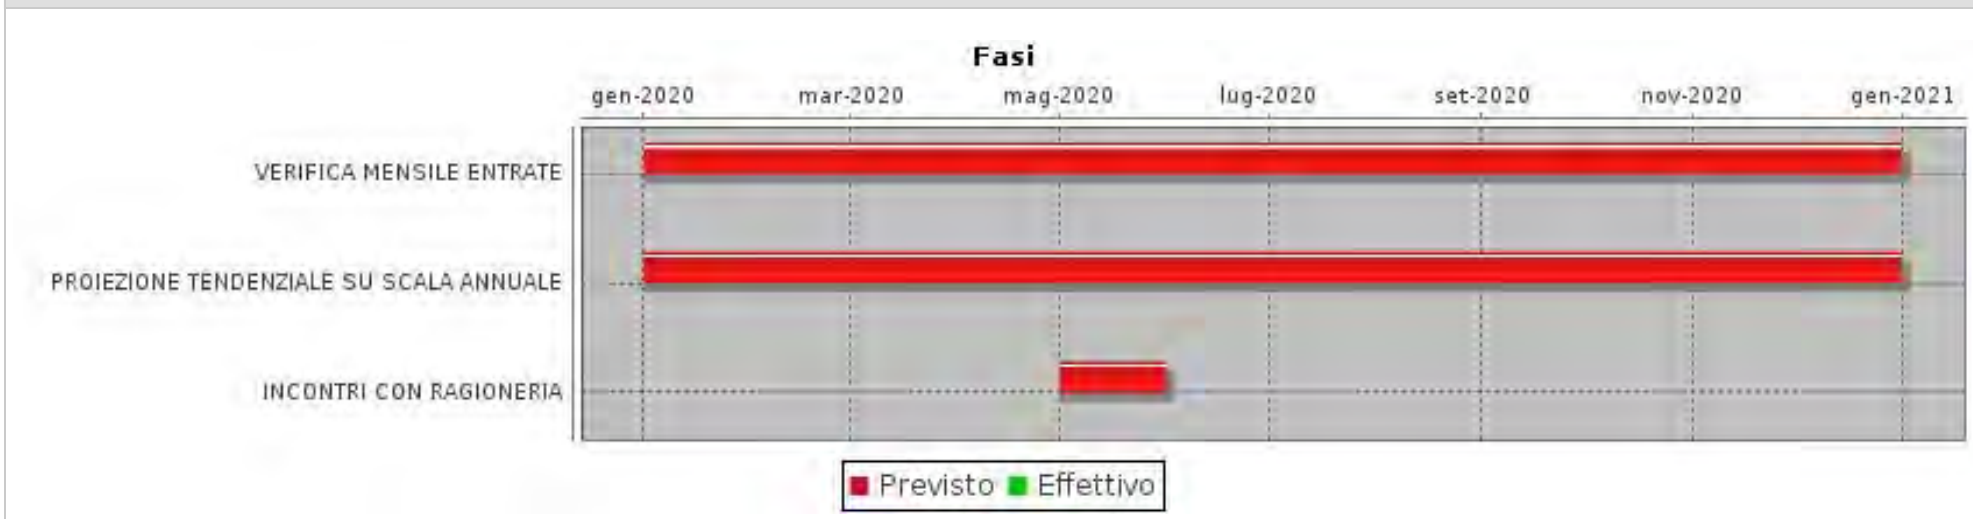 Fasi
gen-2020 mar-2020 mag-2020 lug-2020 set-2020 nov-2020 gen-2021
VERIFICA MENSILE ENTRATE
PROIEZIONE TENDENZIALE SU SCALA ANNUALE
INCONTRI CON RAGIONERIA
Previsto Effettivo